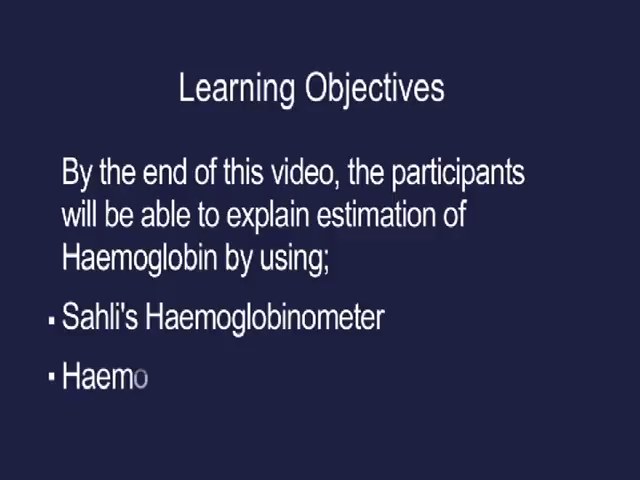 Learning Objectives
By the end of this video, the participants
will be able to explain estimation of
Haemoglobin by using;
▪ Sahli's Haemoglobinometer
▪ Haemo